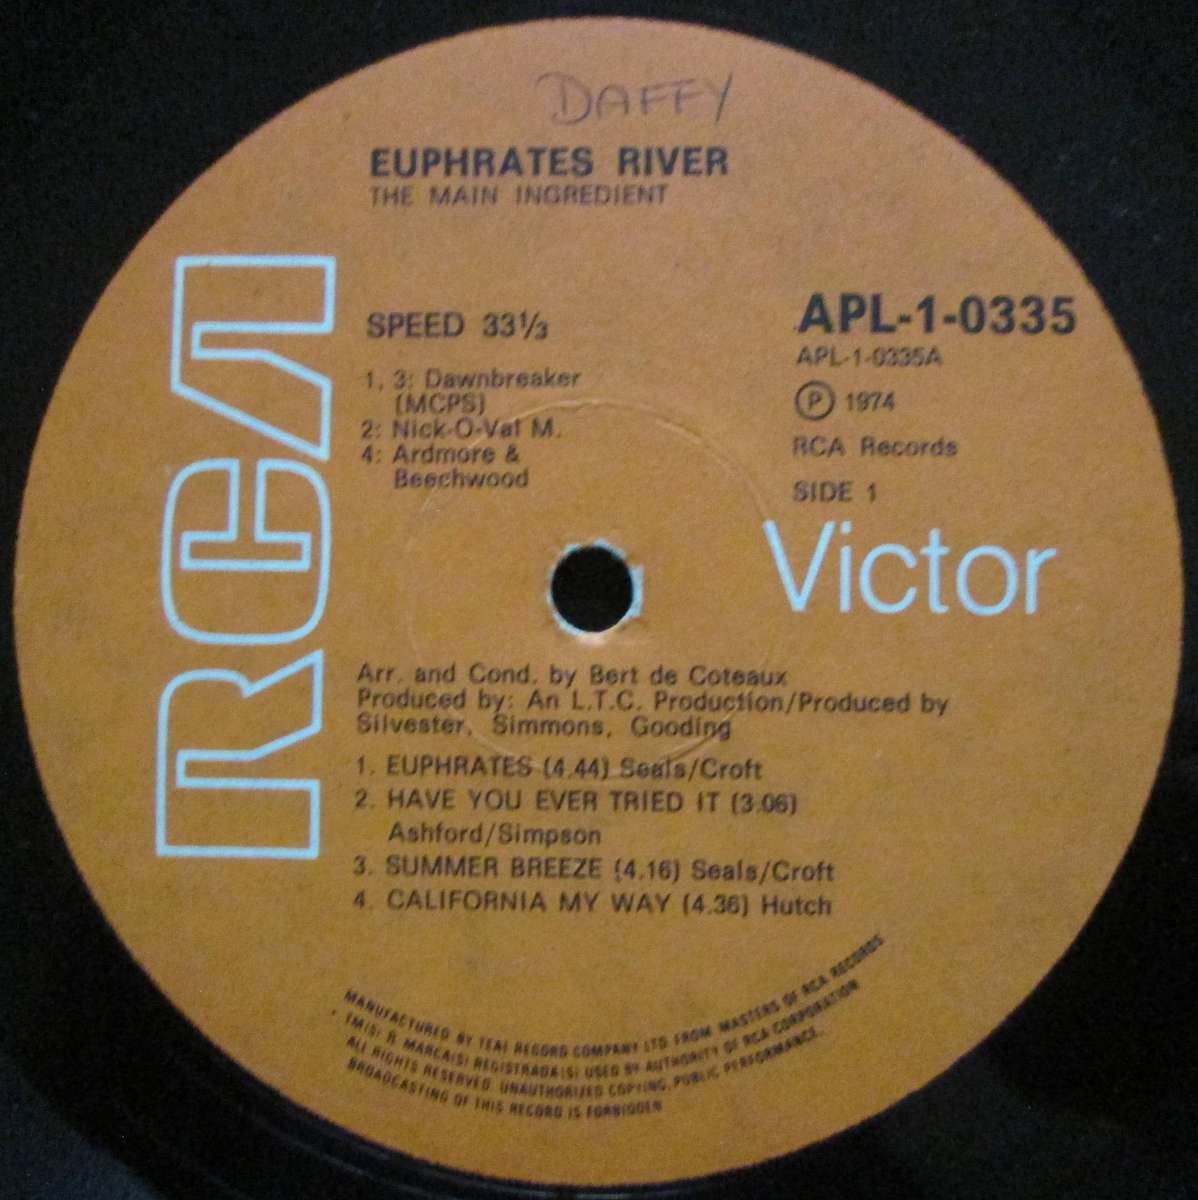 DAFFY
EUPHRATES RIVER
THE MAIN INGREDIENT
RCA
SPEED 33⅓
1, 3: Dawnbreaker
(MCPS)
2: Nick-O-Val M.
4: Ardmore &
Beechwood
APL-1-0335
APL-1-0335A
Ⓟ 1974
RCA Records
SIDE 1
Victor
Arr. and Cond. by Bert de Coteaux
Produced by: An L.T.C. Production/Produced by
Silvester, Simmons, Gooding
1. EUPHRATES (4.44) Seals/Croft
2. HAVE YOU EVER TRIED IT (3.06)
Ashford/Simpson
3. SUMMER BREEZE (4.16) Seals/Croft
4. CALIFORNIA MY WAY (4.36) Hutch
MANUFACTURED BY TEAL RECORD COMPANY LTD FROM MASTERS OF RCA RECORDS
TM(S) ® MARCA(S) REGISTRADA(S) USED BY AUTHORITY OF RCA CORPORATION
ALL RIGHTS RESERVED. UNAUTHORIZED COPYING, PUBLIC PERFORMANCE,
BROADCASTING OF THIS RECORD IS FORBIDDEN